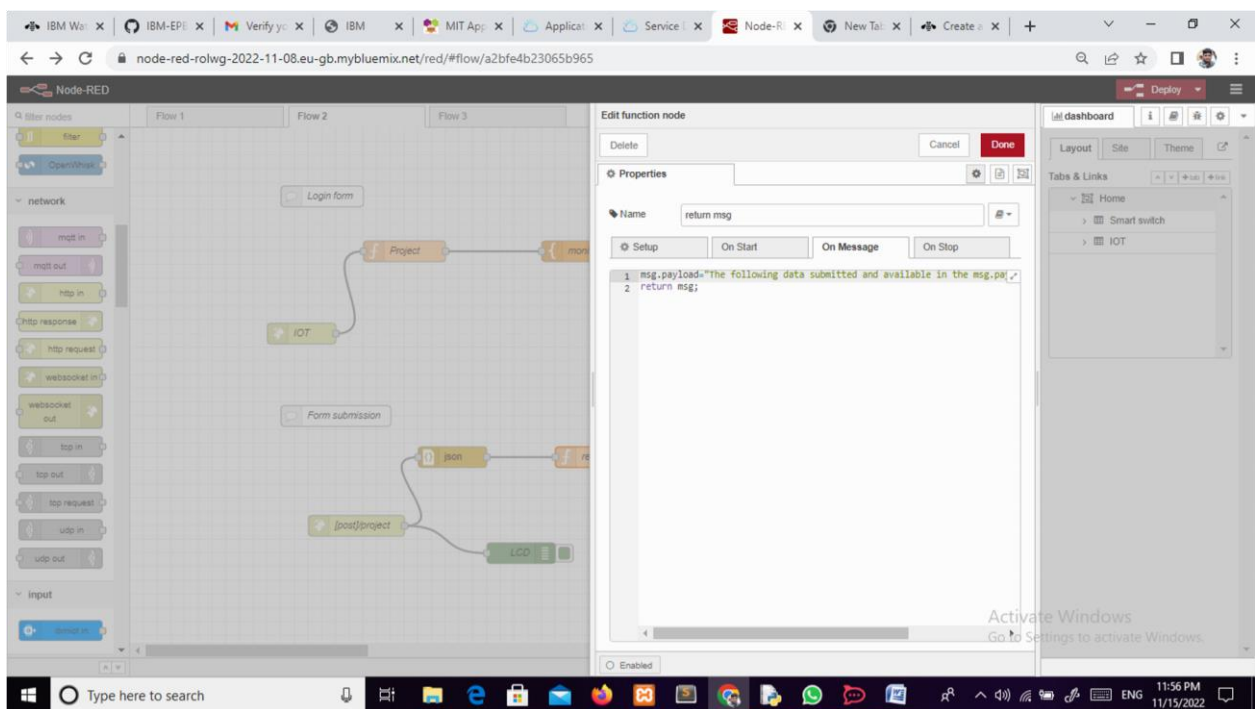 IBM Wat
IBM-EPB
Verify yo
IBM
MIT App
Applicat
Service
Node-R
New Tab
Create a
node-red-rolwg-2022-11-08.eu-gb.mybluemix.net/red/#flow/a2bfe4b23065b965
Node-RED
Deploy
filter nodes
Flow 1
Flow 2
Flow 3
filter
OpenWhisk
network
mqtt in
mqtt out
http in
http response
http request
websocket in
websocket
out
tcp in
tcp out
tcp request
udp in
udp out
input
Login form
Project
IOT
Form submission
json
re
[post]/project
LCD
Edit function node
Delete
Cancel
Done
Properties
Name
return msg
Setup
On Start
On Message
On Stop
1 msg.payload="The following data submitted and available in the msg.pa
2 return msg;
Enabled
dashboard
Layout
Site
Theme
Tabs & Links
Home
Smart switch
IOT
Activate Windows
Go to Settings to activate Windows.
Type here to search
ENG
11:56 PM
11/15/2022